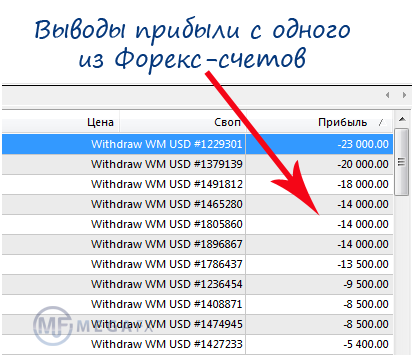 Выводы прибыли с одного
из Форекс-счетов
Цена Своп Прибыль /
Withdraw WM USD #1229301 -23 000.00
Withdraw WM USD #1379139 -20 000.00
Withdraw WM USD #1491812 -18 000.00
Withdraw WM USD #1465280 -14 000.00
Withdraw WM USD #1805860 -14 000.00
Withdraw WM USD #1896867 -14 000.00
Withdraw WM USD #1786437 -13 500.00
Withdraw WM USD #1236454 -9 500.00
Withdraw WM USD #1408871 -8 500.00
Withdraw WM USD #1474945 -8 500.00
Withdraw WM USD #1427233 -5 400.00
MF MEGAFX